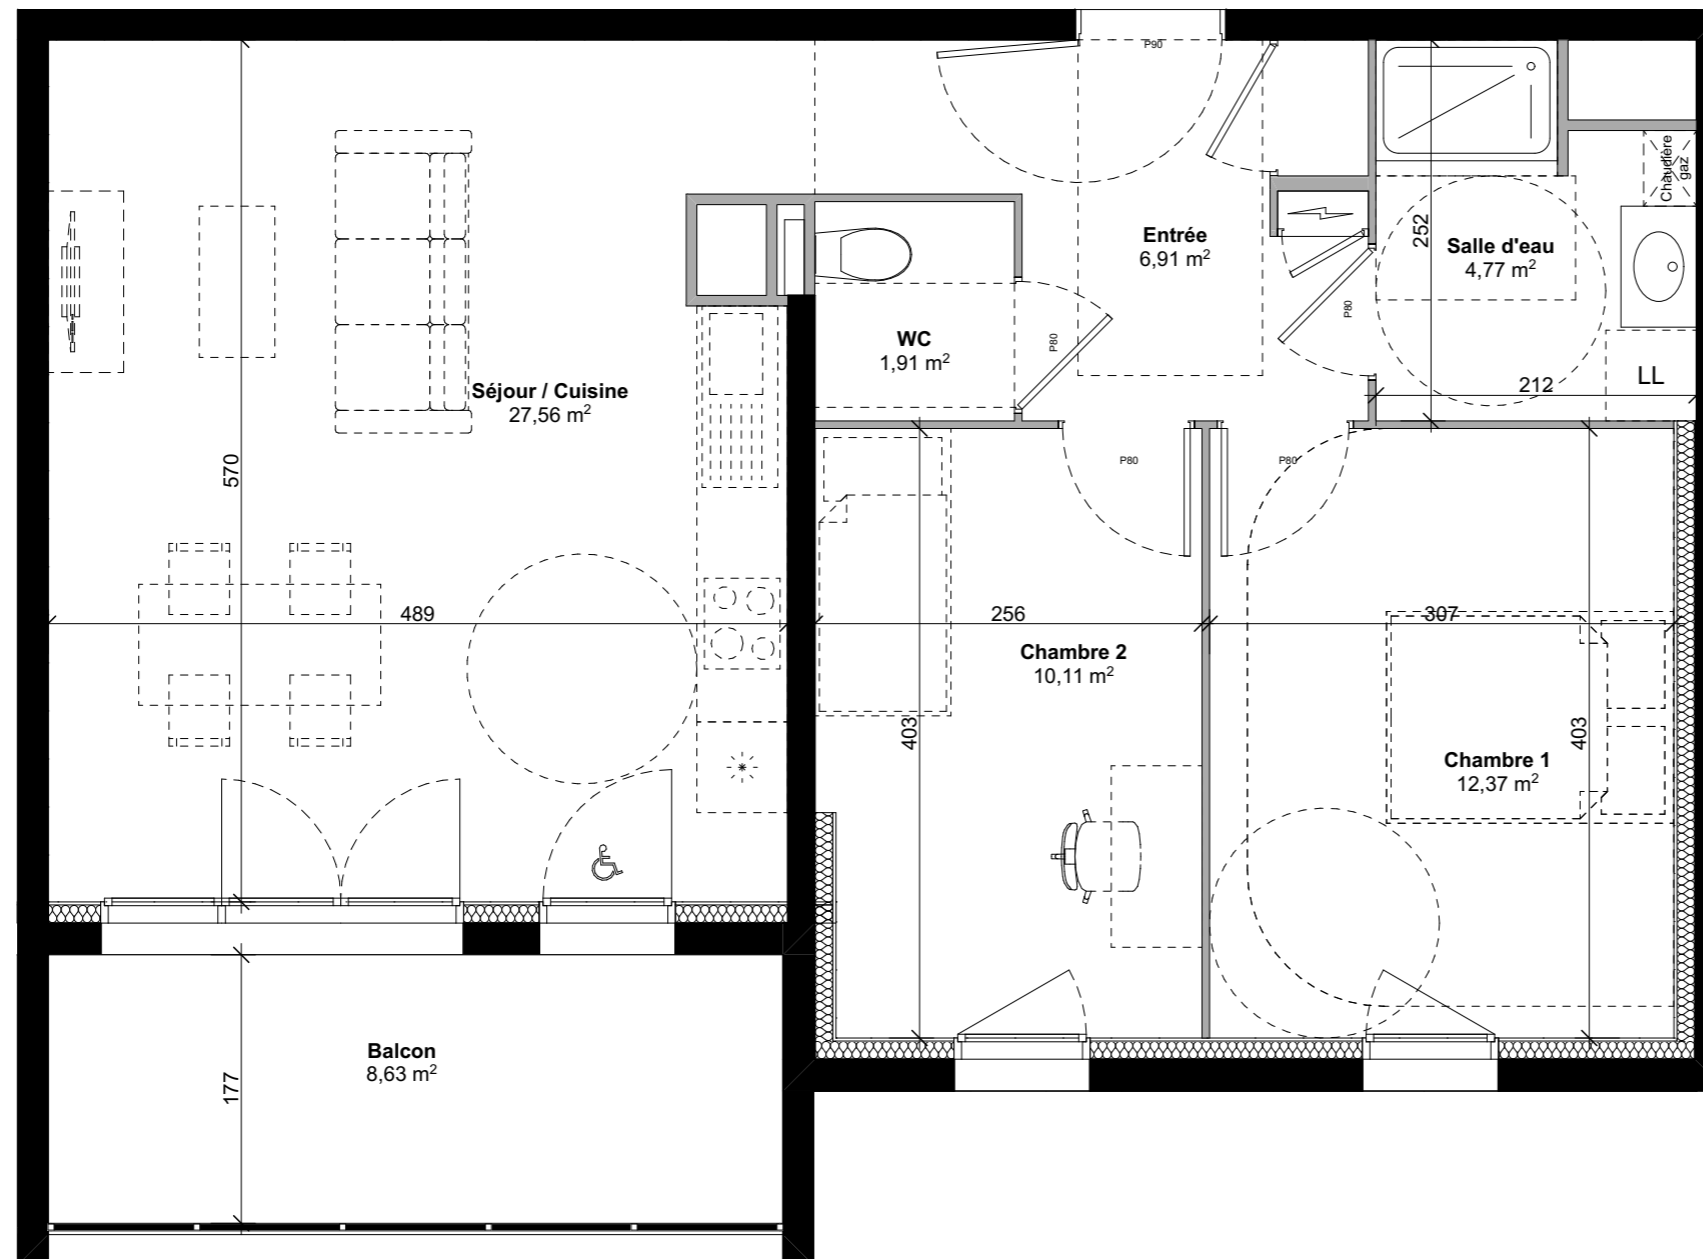 P90
Chaudière
gaz
Entrée
6,91 m²
252
Salle d'eau
4,77 m²
P80
WC
1,91 m²
P80
Séjour / Cuisine
27,56 m²
212
LL
570
P80
P80
489
256
307
Chambre 2
10,11 m²
403
403
Chambre 1
12,37 m²
Balcon
8,63 m²
177